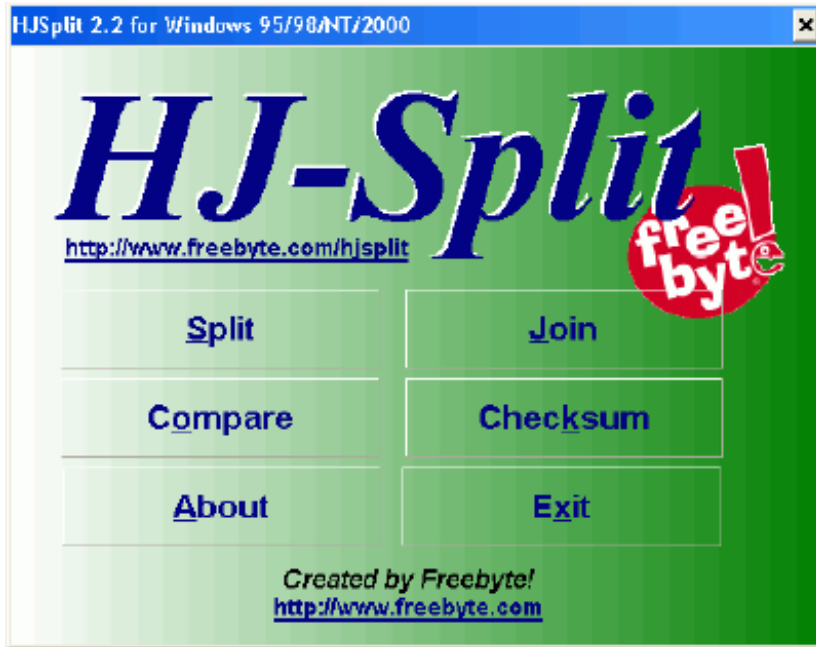 HJSplit 2.2 for Windows 95/98/NT/2000
HJ-Split
http://www.freebyte.com/hjsplit
free
byte!
Split
Join
Compare
Checksum
About
Exit
Created by Freebyte!
http://www.freebyte.com